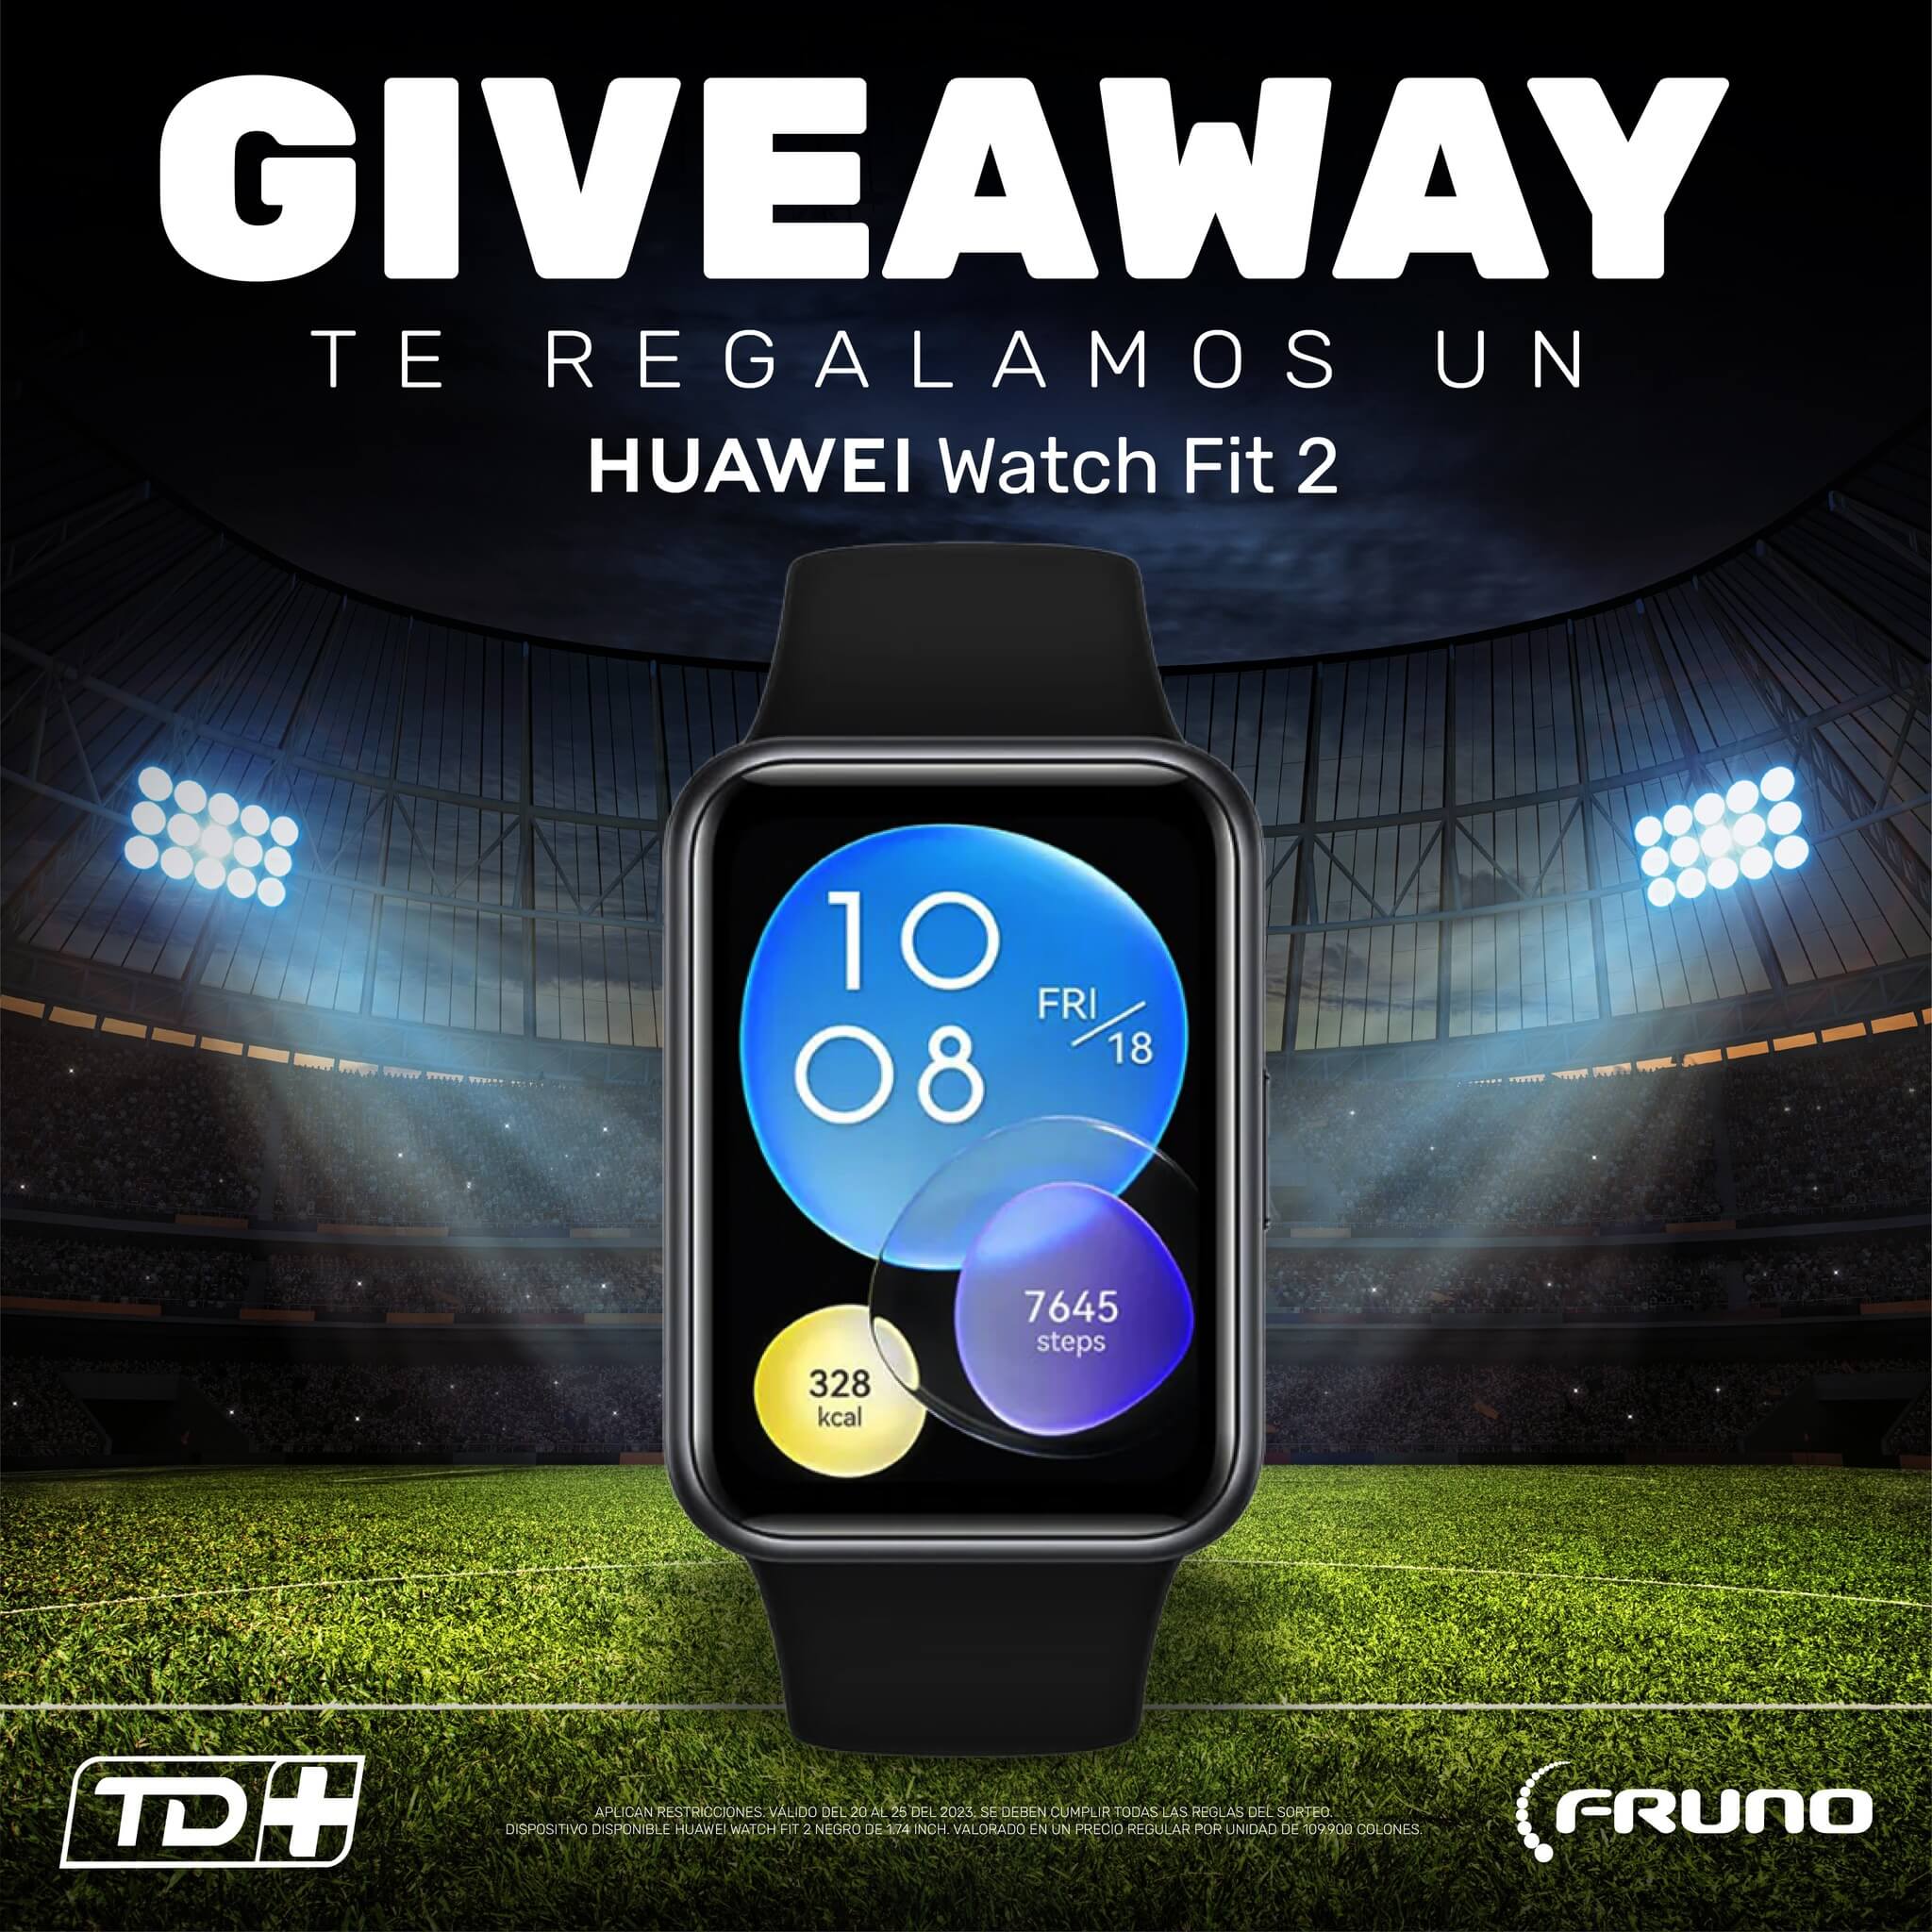 GIVEAWAY
TE REGALAMOS UN
HUAWEI Watch Fit 2
10
08
FRI/18
7645
steps
328
kcal
TD+
APLICAN RESTRICCIONES. VÁLIDO DEL 20 AL 25 DEL 2023. SE DEBEN CUMPLIR TODAS LAS REGLAS DEL SORTEO.
DISPOSITIVO DISPONIBLE HUAWEI WATCH FIT 2 NEGRO DE 1.74 INCH. VALORADO EN UN PRECIO REGULAR POR UNIDAD DE 109.900 COLONES.
FRUNO